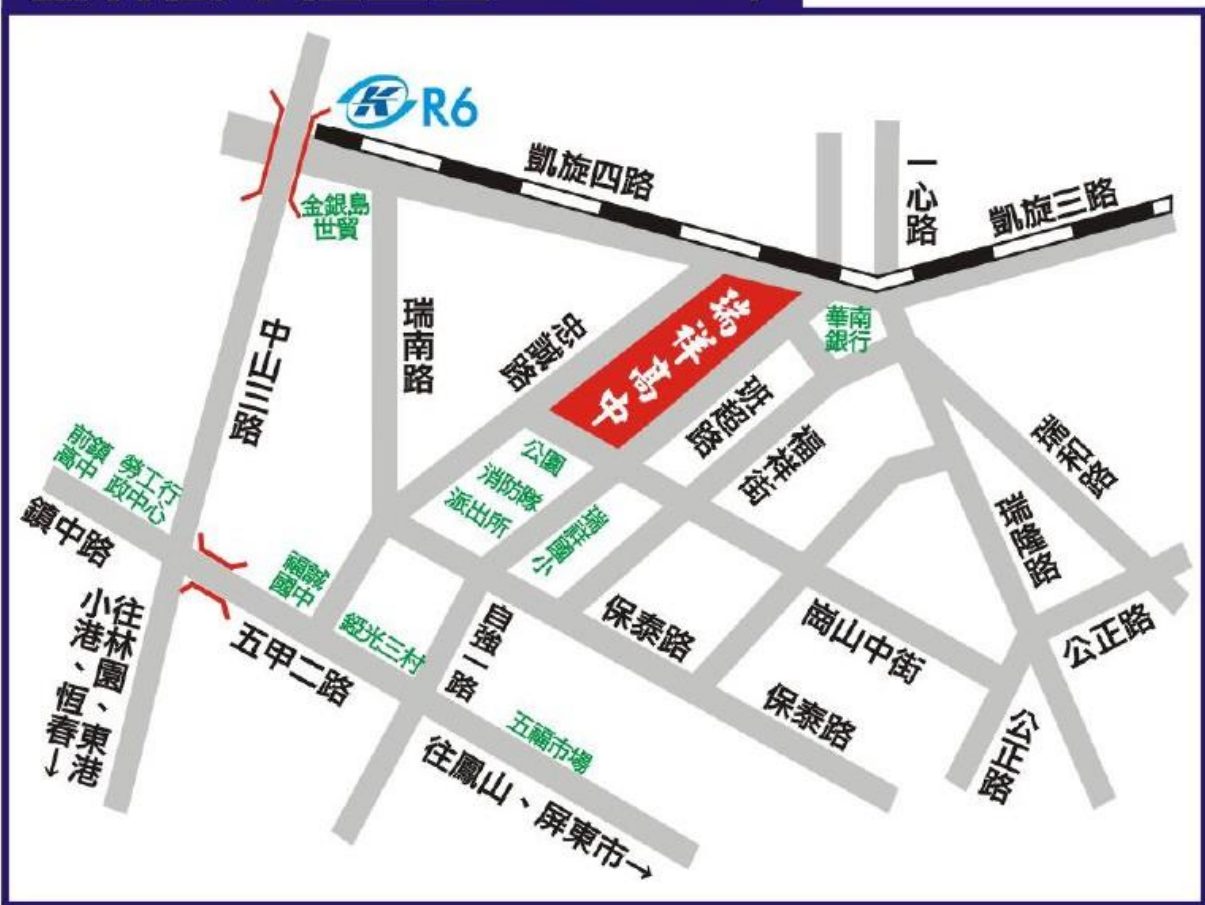 R6
凱旋四路
一心路
凱旋三路
金銀島
世貿
瑞南路
忠誠路
瑞祥高中
華南
銀行
中山三路
班超路
福祥街
瑞和路
前鎮
高中
勞工行
政中心
公園
消防隊
派出所
瑞祥國小
瑞隆路
鎮中路
福誠
國中
五甲二路
鋁光三村
自強一路
保泰路
崗山中街
公正路
往林園、東港
小港、恆春↓
保泰路
公正路
五福市場
往鳳山、屏東市→